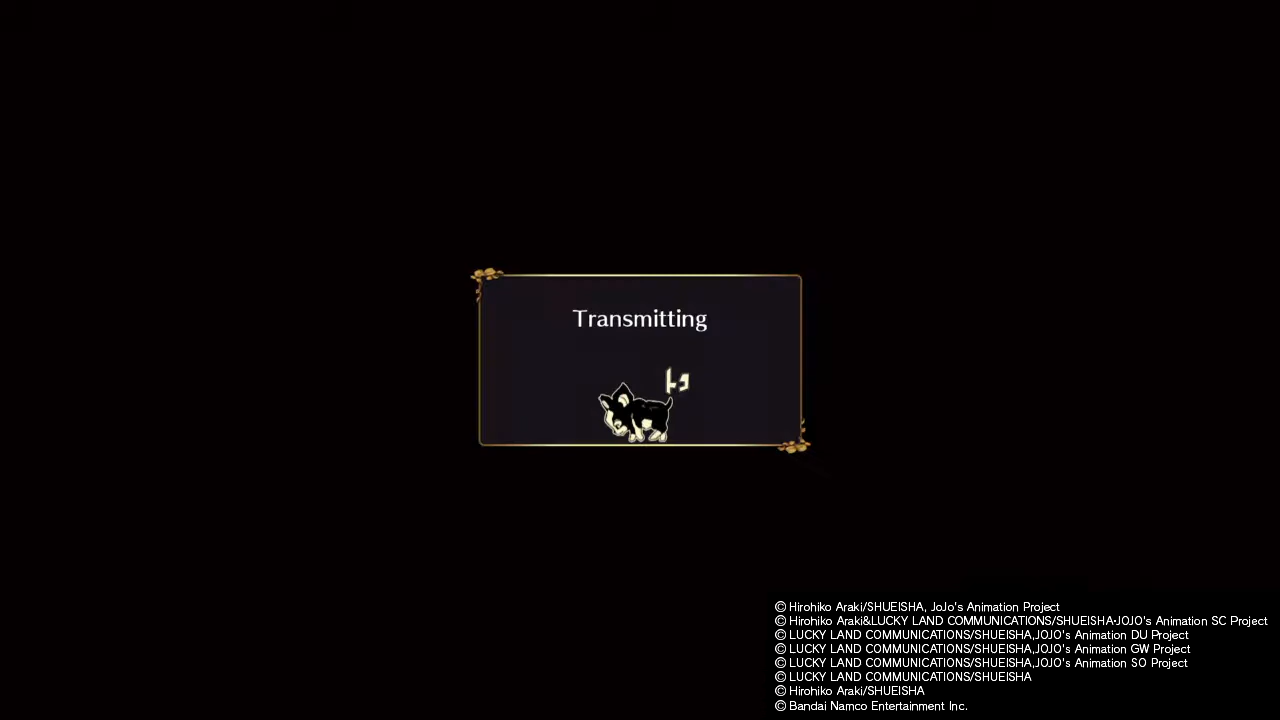 Transmitting
トコ
©Hirohiko Araki/SHUEISHA, JoJo's Animation Project
©Hirohiko Araki&LUCKY LAND COMMUNICATIONS/SHUEISHA·JOJO's Animation SC Project
©LUCKY LAND COMMUNICATIONS/SHUEISHA,JOJO's Animation DU Project
©LUCKY LAND COMMUNICATIONS/SHUEISHA,JOJO's Animation GW Project
©LUCKY LAND COMMUNICATIONS/SHUEISHA,JOJO's Animation SO Project
©LUCKY LAND COMMUNICATIONS/SHUEISHA
©Hirohiko Araki/SHUEISHA
©Bandai Namco Entertainment Inc.